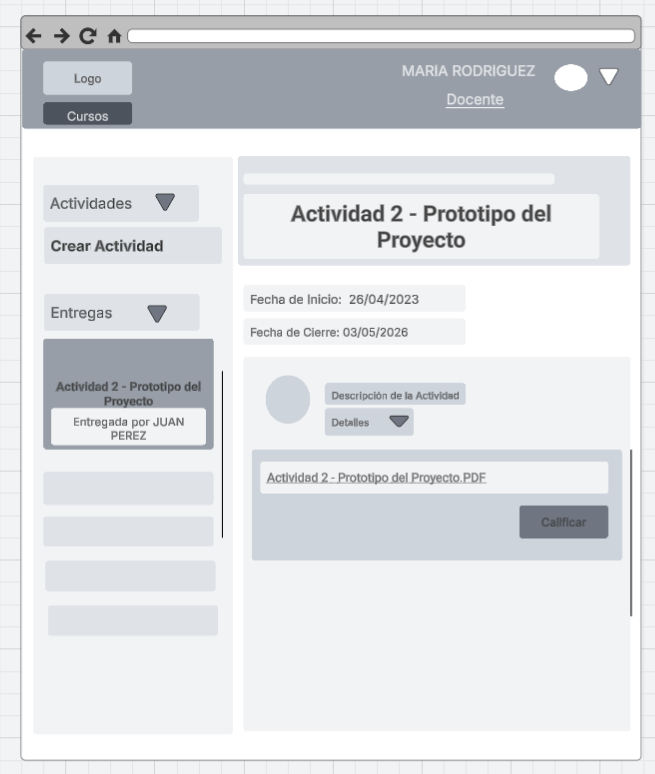 Logo
MARIA RODRIGUEZ
Docente
Cursos
Actividades
Crear Actividad
Entregas
Actividad 2 - Prototipo del
Proyecto
Entregada por JUAN
PEREZ
Actividad 2 - Prototipo del
Proyecto
Fecha de Inicio: 26/04/2023
Fecha de Cierre: 03/05/2026
Descripción de la Actividad
Detalles
Actividad 2 - Prototipo del Proyecto.PDF
Calificar